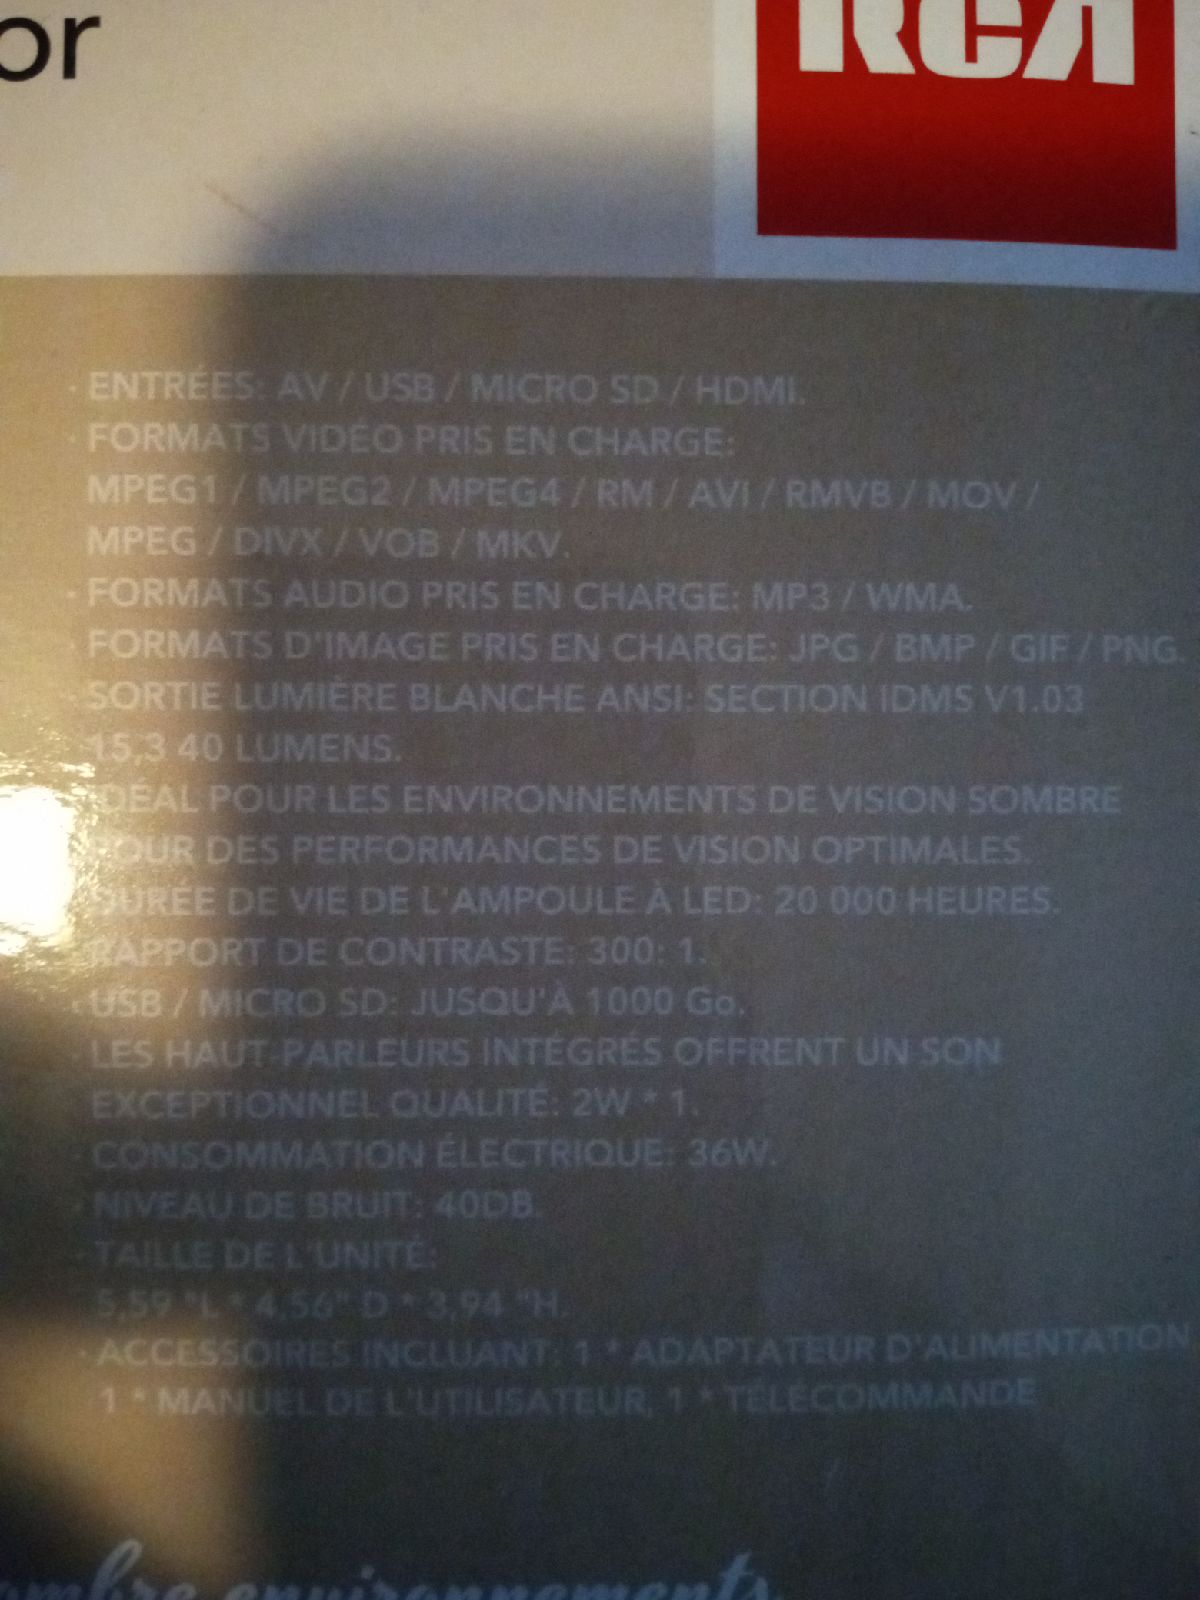 or
RCA
· ENTRÉES: AV / USB / MICRO SD / HDMI.
· FORMATS VIDÉO PRIS EN CHARGE:
MPEG1 / MPEG2 / MPEG4 / RM / AVI / RMVB / MOV /
MPEG / DIVX / VOB / MKV.
· FORMATS AUDIO PRIS EN CHARGE: MP3 / WMA.
· FORMATS D'IMAGE PRIS EN CHARGE: JPG / BMP / GIF / PNG.
· SORTIE LUMIÈRE BLANCHE ANSI: SECTION IDMS V1.03
15,3 40 LUMENS.
IDÉAL POUR LES ENVIRONNEMENTS DE VISION SOMBRE
POUR DES PERFORMANCES DE VISION OPTIMALES.
DURÉE DE VIE DE L'AMPOULE À LED: 20 000 HEURES.
RAPPORT DE CONTRASTE: 300: 1.
· USB / MICRO SD: JUSQU'À 1000 Go.
· LES HAUT-PARLEURS INTÉGRÉS OFFRENT UN SON
EXCEPTIONNEL QUALITÉ: 2W * 1.
· CONSOMMATION ÉLECTRIQUE: 36W.
· NIVEAU DE BRUIT: 40DB.
· TAILLE DE L'UNITÉ:
5,59 "L * 4,56" D * 3,94 "H.
· ACCESSOIRES INCLUANT: 1 * ADAPTATEUR D'ALIMENTATION
1 * MANUEL DE L'UTILISATEUR, 1 * TÉLÉCOMMANDE
ombre environnements